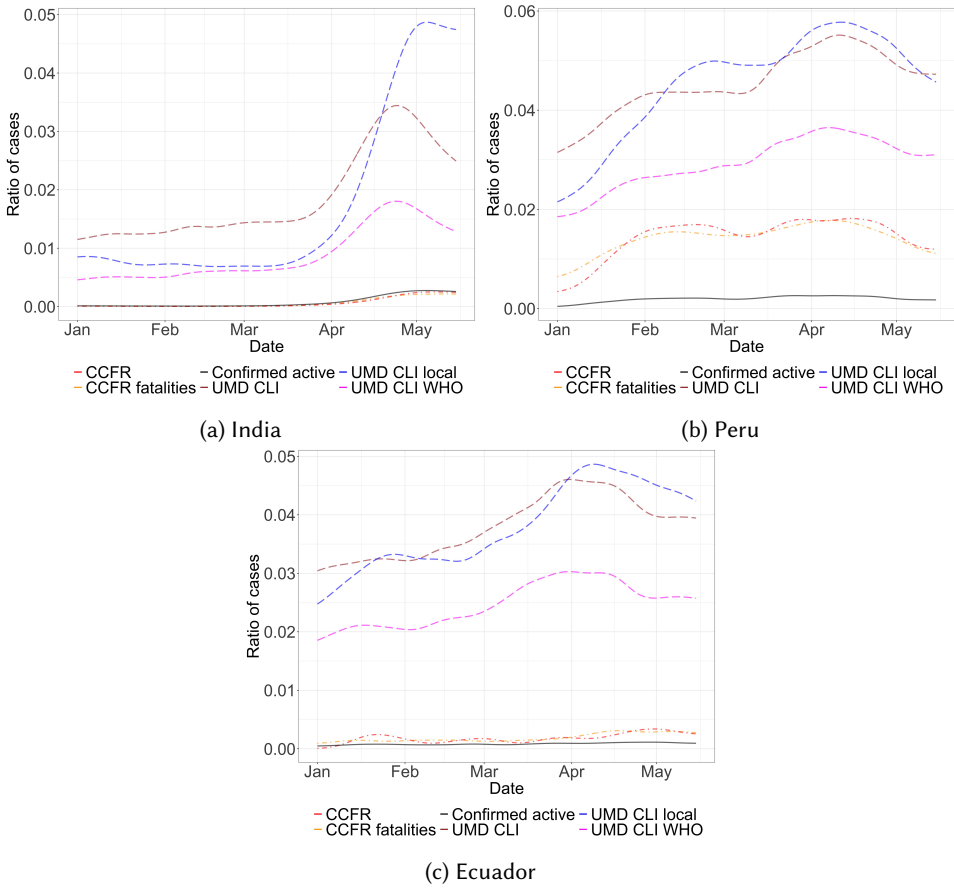 0.05
0.04
0.03
0.02
0.01
0.00
Ratio of cases
Jan Feb Mar Apr May
Date
CCFR Confirmed active UMD CLI local
CCFR fatalities UMD CLI UMD CLI WHO
(a) India
0.06
0.04
0.02
0.00
Ratio of cases
Jan Feb Mar Apr May
Date
CCFR Confirmed active UMD CLI local
CCFR fatalities UMD CLI UMD CLI WHO
(b) Peru
0.05
0.04
0.03
0.02
0.01
0.00
Ratio of cases
Jan Feb Mar Apr May
Date
CCFR Confirmed active UMD CLI local
CCFR fatalities UMD CLI UMD CLI WHO
(c) Ecuador